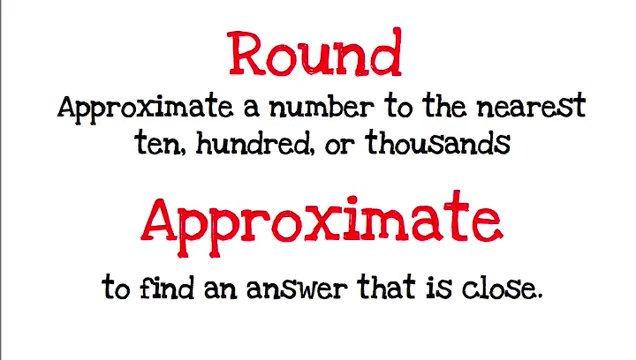 Round
Approximate a number to the nearest
ten, hundred, or thousands
Approximate
to find an answer that is close.